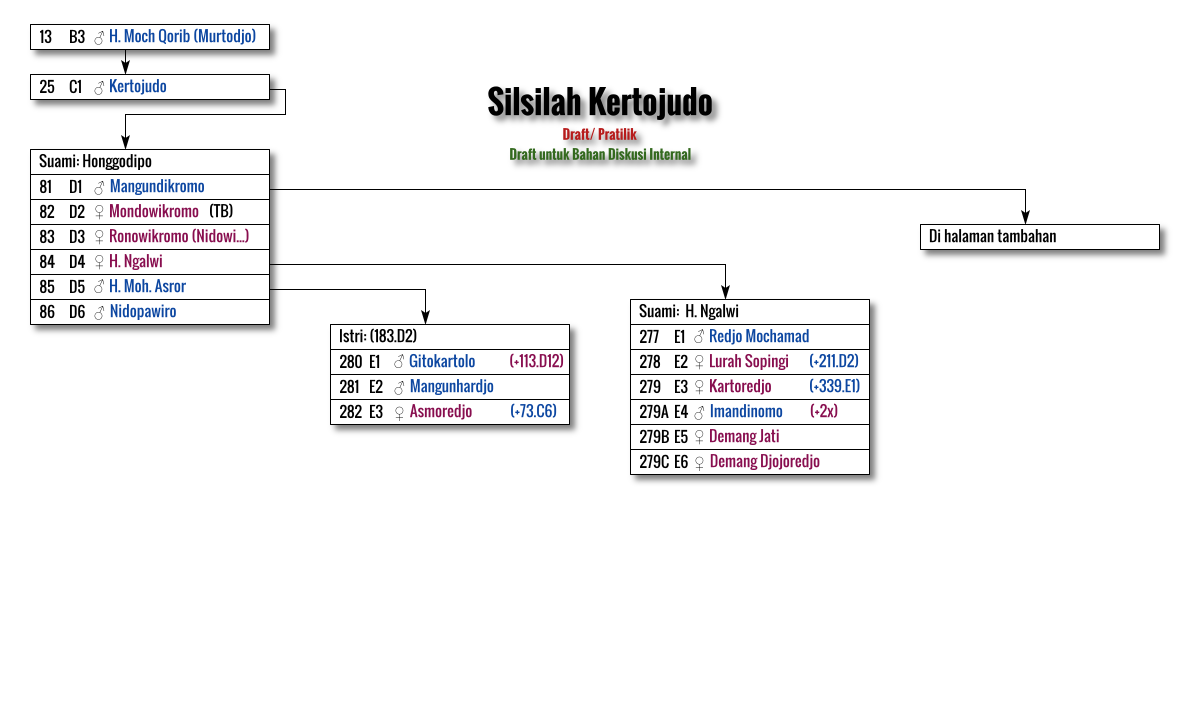 13 B3 ♂ H. Moch Qorib (Murtodjo)
25 C1 ♂ Kertojudo
Silsilah Kertojudo
Draft/ Pratilik
Draft untuk Bahan Diskusi Internal
Suami: Honggodipo
81 D1 ♂ Mangundikromo
82 D2 ♀ Mondowikromo (TB)
83 D3 ♀ Ronowikromo (Nidowi...)
84 D4 ♀ H. Ngalwi
85 D5 ♂ H. Moh. Asror
86 D6 ♂ Nidopawiro
Di halaman tambahan
Istri: (183.D2)
280 E1 ♂ Gitokartolo (+113.D12)
281 E2 ♂ Mangunhardjo
282 E3 ♀ Asmoredjo (+73.C6)
Suami: H. Ngalwi
277 E1 ♂ Redjo Mochamad
278 E2 ♀ Lurah Sopingi (+211.D2)
279 E3 ♀ Kartoredjo (+339.E1)
279A E4 ♂ Imandinomo (+2x)
279B E5 ♀ Demang Jati
279C E6 ♀ Demang Djojoredjo